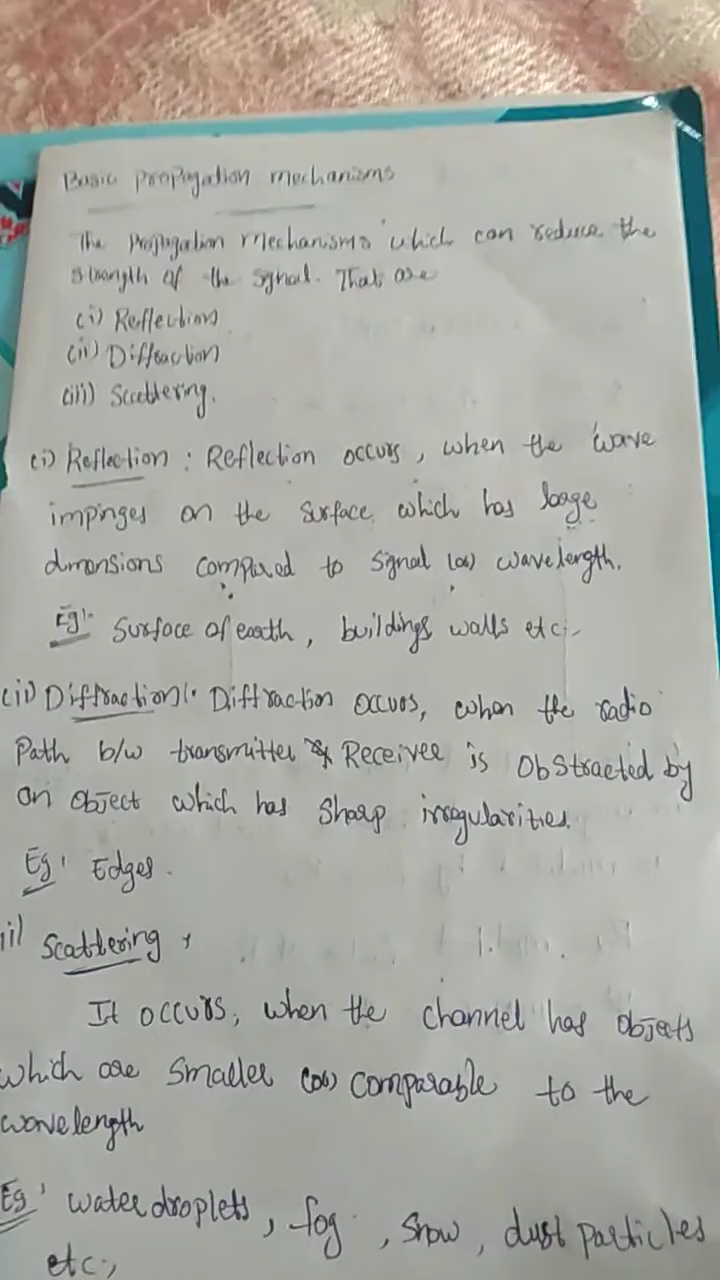 Basic propagation mechanisms
The propagation mechanisms which can reduce the
strength of the signal. That are
(i) Reflection
(ii) Diffraction
(iii) Scattering.
(i) Reflection : Reflection occurs, when the wave
impinges on the surface which has large
dimensions compared to signal (or) wavelength.
Eg:- Surface of earth, buildings walls etc.,
(ii) Diffraction:- Diffraction occurs, when the radio
path b/w transmitter & Receiver is Obstracted by
an object which has sharp irregularities.
Eg: Edges.
ii) Scattering :
It occurs, when the channel has objects
which are smaller (or) comparable to the
wavelength
Eg: water droplets, fog, snow, dust particles
etc.,